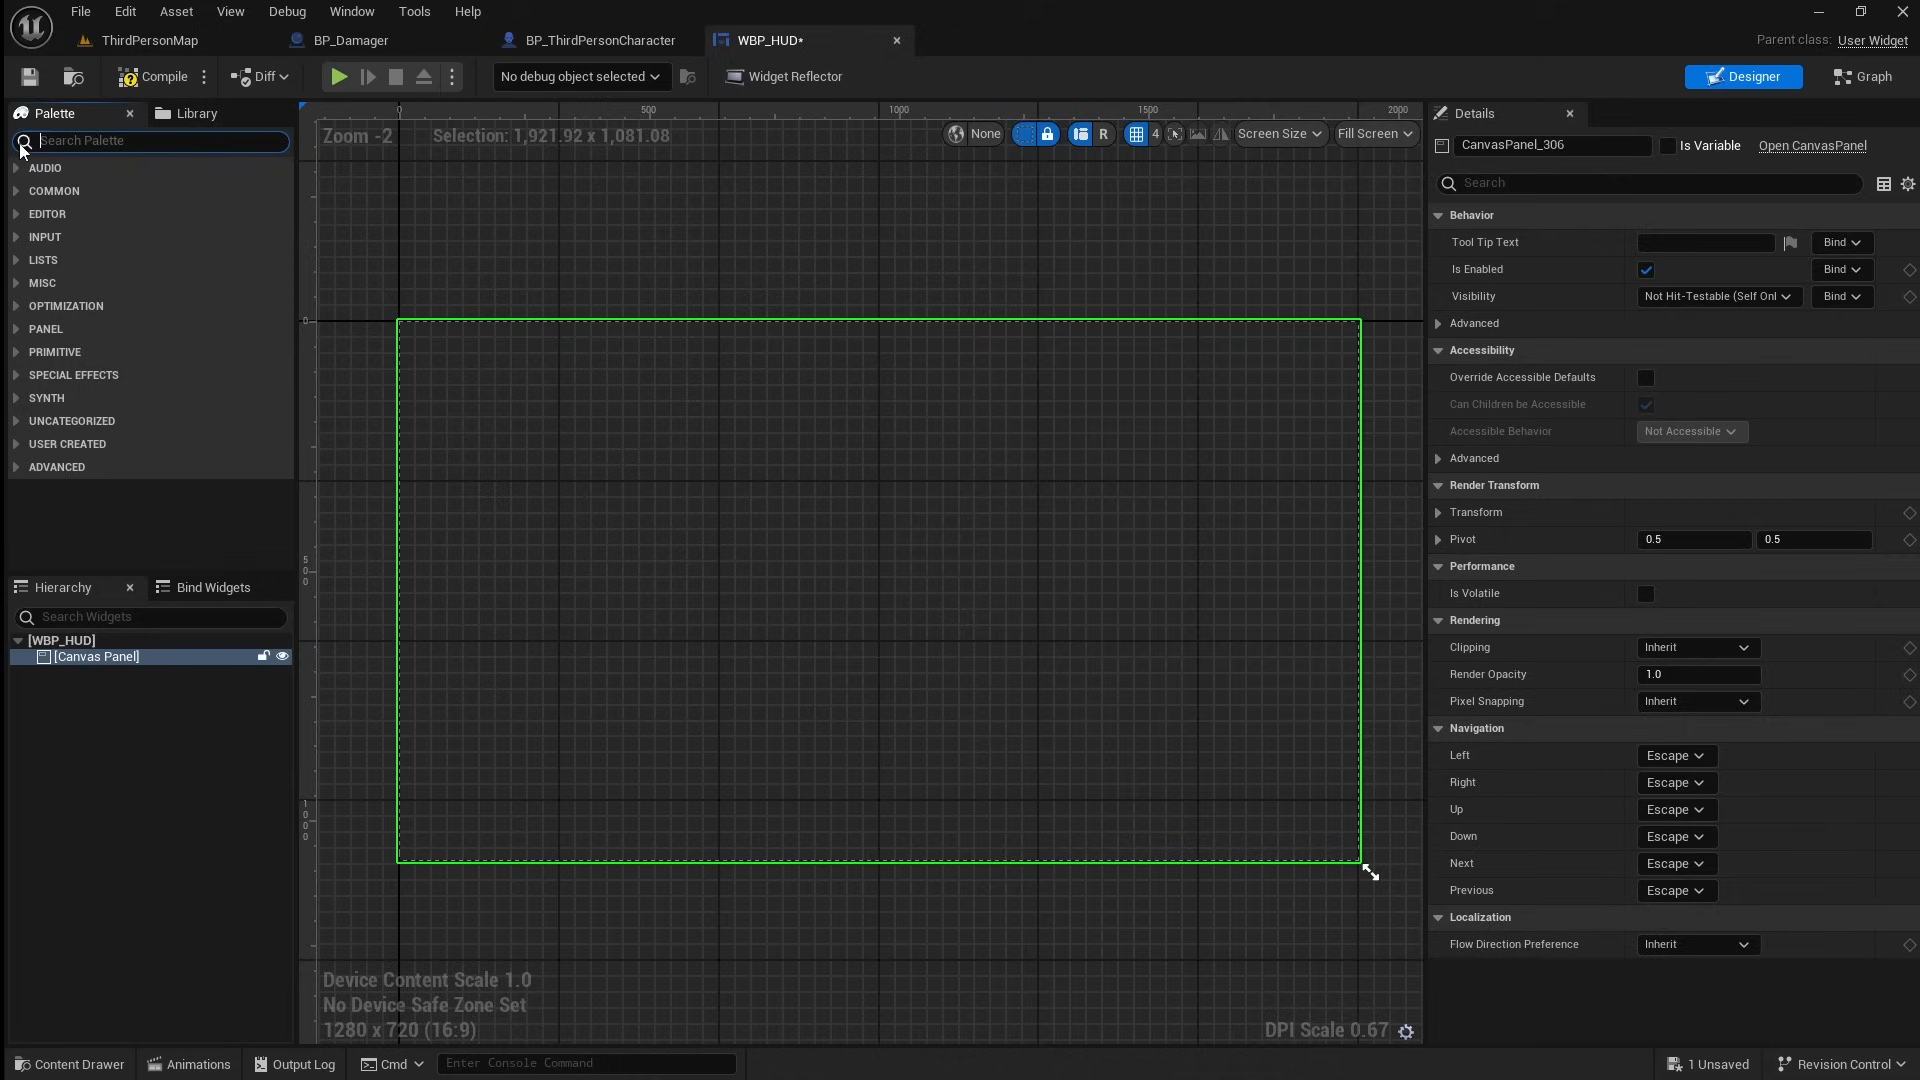 File Edit Asset View Debug Window Tools Help
ThirdPersonMap BP_Damager BP_ThirdPersonCharacter WBP_HUD* Parent class: User Widget
Compile Diff No debug object selected Widget Reflector Designer Graph
Palette Library
Search Palette
AUDIO
COMMON
EDITOR
INPUT
LISTS
MISC
OPTIMIZATION
PANEL
PRIMITIVE
SPECIAL EFFECTS
SYNTH
UNCATEGORIZED
USER CREATED
ADVANCED
Hierarchy Bind Widgets
Search Widgets
[WBP_HUD]
[Canvas Panel]
0 500 1000 1500 2000
Zoom -2 Selection: 1,921.92 x 1,081.08 None R 4 Screen Size Fill Screen
0
500
1000
Device Content Scale 1.0
No Device Safe Zone Set
1280 x 720 (16:9) DPI Scale 0.67
Details
CanvasPanel_306 Is Variable Open CanvasPanel
Search
Behavior
Tool Tip Text Bind
Is Enabled Bind
Visibility Not Hit-Testable (Self Onl Bind
Advanced
Accessibility
Override Accessible Defaults
Can Children be Accessible
Accessible Behavior Not Accessible
Advanced
Render Transform
Transform
Pivot 0.5 0.5
Performance
Is Volatile
Rendering
Clipping Inherit
Render Opacity 1.0
Pixel Snapping Inherit
Navigation
Left Escape
Right Escape
Up Escape
Down Escape
Next Escape
Previous Escape
Localization
Flow Direction Preference Inherit
Content Drawer Animations Output Log Cmd Enter Console Command 1 Unsaved Revision Control